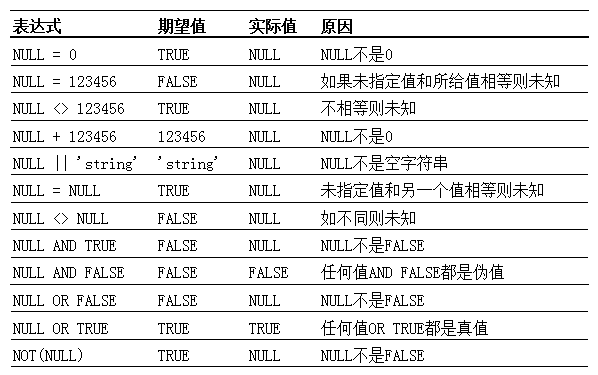 表达式 期望值 实际值 原因
NULL = 0 TRUE NULL NULL不是0
NULL = 123456 FALSE NULL 如果未指定值和所给值相等则未知
NULL <> 123456 TRUE NULL 不相等则未知
NULL + 123456 123456 NULL NULL不是0
NULL || 'string' 'string' NULL NULL不是空字符串
NULL = NULL TRUE NULL 未指定值和另一个值相等则未知
NULL <> NULL FALSE NULL 如不同则未知
NULL AND TRUE FALSE NULL NULL不是FALSE
NULL AND FALSE FALSE FALSE 任何值AND FALSE都是伪值
NULL OR FALSE FALSE NULL NULL不是FALSE
NULL OR TRUE TRUE TRUE 任何值OR TRUE都是真值
NOT(NULL) TRUE NULL NULL不是FALSE